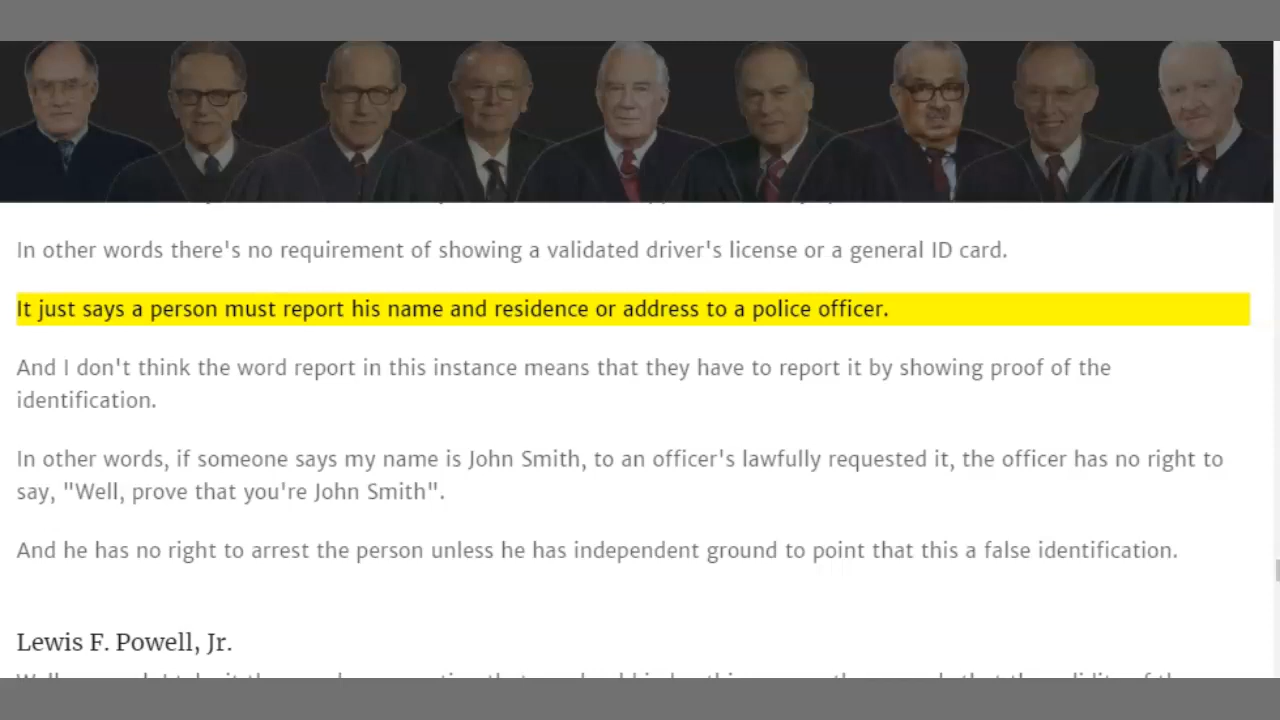 In other words there's no requirement of showing a validated driver's license or a general ID card.
It just says a person must report his name and residence or address to a police officer.
And I don't think the word report in this instance means that they have to report it by showing proof of the
identification.
In other words, if someone says my name is John Smith, to an officer's lawfully requested it, the officer has no right to
say, "Well, prove that you're John Smith".
And he has no right to arrest the person unless he has independent ground to point that this a false identification.
Lewis F. Powell, Jr.